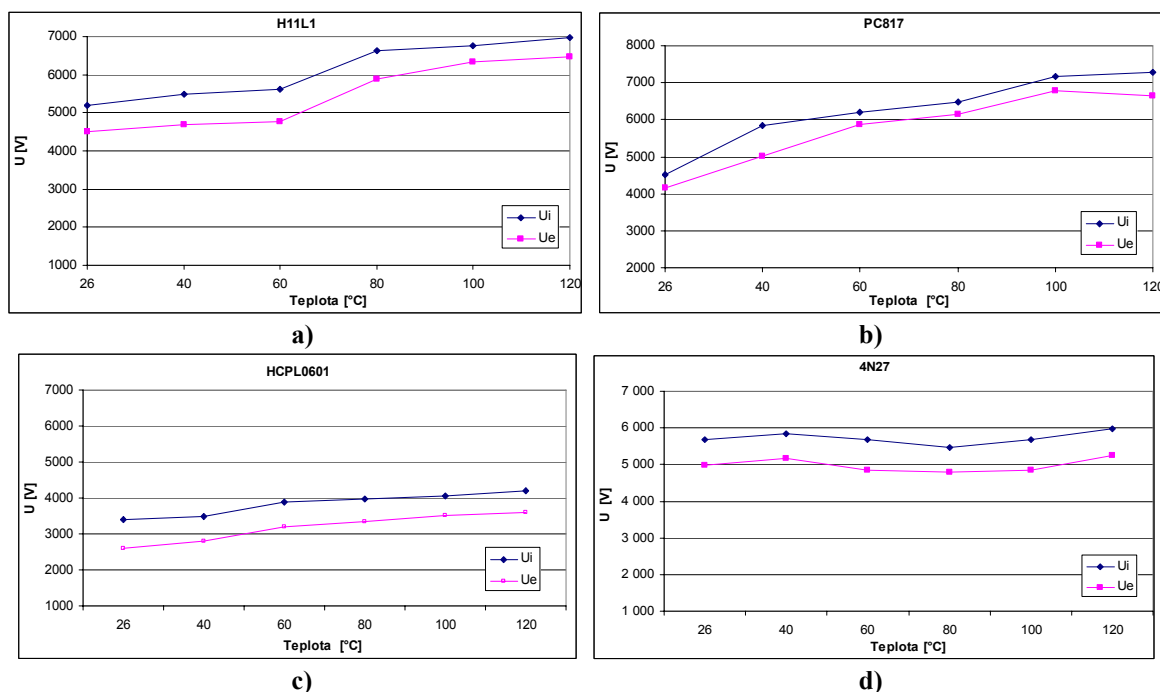 H11L1
7000
6000
5000
4000
3000
2000
1000
U [V]
26 40 60 80 100 120
Teplota [°C]
Ui
Ue
a)
PC817
8000
7000
6000
5000
4000
3000
2000
U [V]
26 40 60 80 100 120
Teplota [°C]
Ui
Ue
b)
HCPL0601
7000
6000
5000
4000
3000
2000
1000
U [V]
26 40 60 80 100 120
Teplota [°C]
Ui
Ue
c)
4N27
7 000
6 000
5 000
4 000
3 000
2 000
1 000
U [V]
26 40 60 80 100 120
Teplota [°C]
Ui
Ue
d)